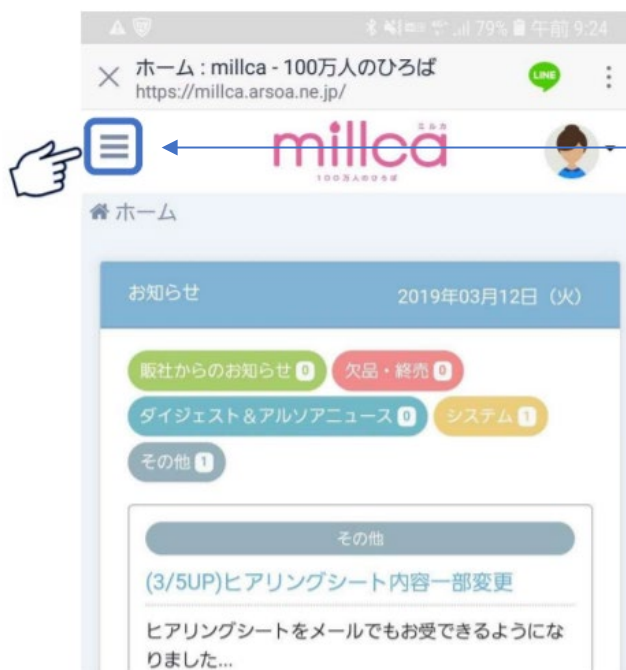 79% 午前 9:24
ホーム : millca - 100万人のひろば
https://millca.arsoa.ne.jp/
LINE
ミルカ
millca
100万人のひろば
ホーム
お知らせ 2019年03月12日（火）
販社からのお知らせ 0 欠品・終売 0
ダイジェスト＆アルソアニュース 0 システム 1
その他 1
その他
(3/5UP)ヒアリングシート内容一部変更
ヒアリングシートをメールでもお受できるようにな
りました...